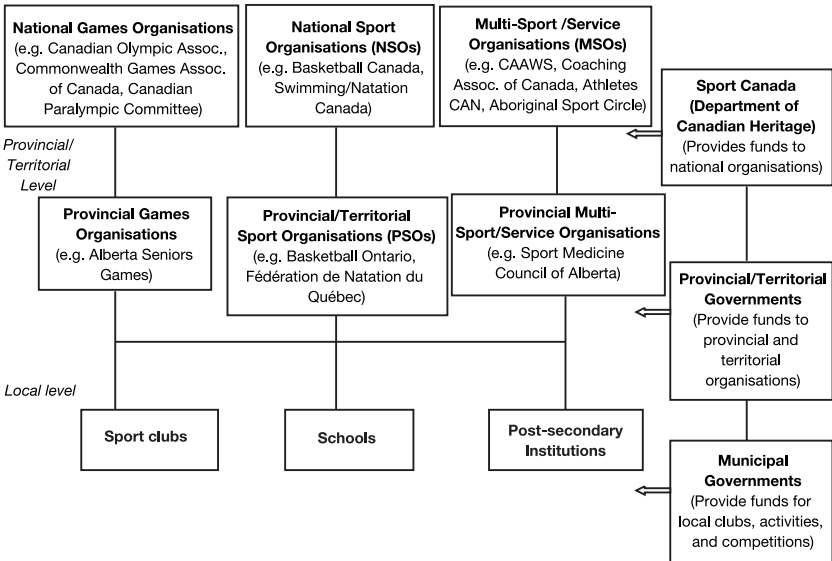 National Games Organisations
(e.g. Canadian Olympic Assoc.,
Commonwealth Games Assoc.
of Canada, Canadian
Paralympic Committee)
National Sport
Organisations (NSOs)
(e.g. Basketball Canada,
Swimming/Natation
Canada)
Multi-Sport /Service
Organisations (MSOs)
(e.g. CAAWS, Coaching
Assoc. of Canada, Athletes
CAN, Aboriginal Sport Circle)
Sport Canada
(Department of
Canadian Heritage)
(Provides funds to
national organisations)
Provincial/
Territorial
Level
Provincial Games
Organisations
(e.g. Alberta Seniors
Games)
Provincial/Territorial
Sport Organisations (PSOs)
(e.g. Basketball Ontario,
Fédération de Natation du
Québec)
Provincial Multi-
Sport/Service Organisations
(e.g. Sport Medicine
Council of Alberta)
Provincial/Territorial
Governments
(Provide funds to
provincial and
territorial
organisations)
Local level
Sport clubs
Schools
Post-secondary
Institutions
Municipal
Governments
(Provide funds for
local clubs, activities,
and competitions)